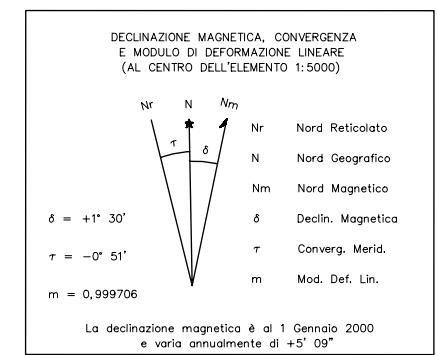 DECLINAZIONE MAGNETICA, CONVERGENZA
E MODULO DI DEFORMAZIONE LINEARE
(AL CENTRO DELL'ELEMENTO 1:5000)
Nr N Nm
τ δ
Nr Nord Reticolato
N Nord Geografico
Nm Nord Magnetico
δ = +1° 30' δ Declin. Magnetica
τ = -0° 51' τ Converg. Merid.
m = 0,999706 m Mod. Def. Lin.
La declinazione magnetica è al 1 Gennaio 2000
e varia annualmente di +5' 09"